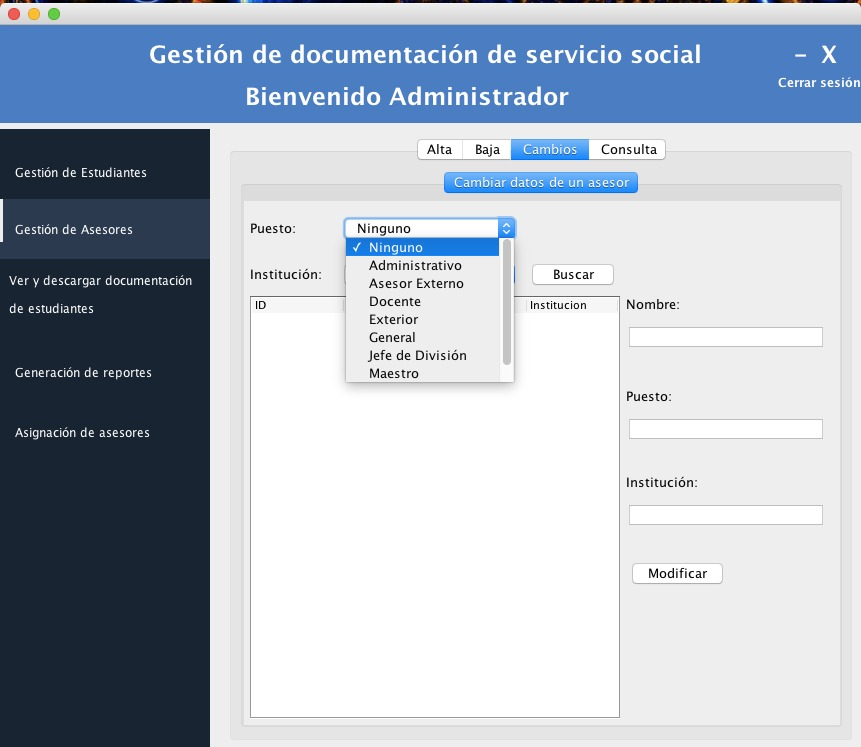 Gestión de documentación de servicio social
– X
Bienvenido Administrador
Cerrar sesión
Gestión de Estudiantes
Gestión de Asesores
Ver y descargar documentación
de estudiantes
Generación de reportes
Asignación de asesores
Alta Baja Cambios Consulta
Cambiar datos de un asesor
Puesto: Ninguno
✓ Ninguno
Administrativo
Asesor Externo
Docente
Exterior
General
Jefe de División
Maestro
Institución: Buscar
ID Institucion
Nombre:
Puesto:
Institución:
Modificar